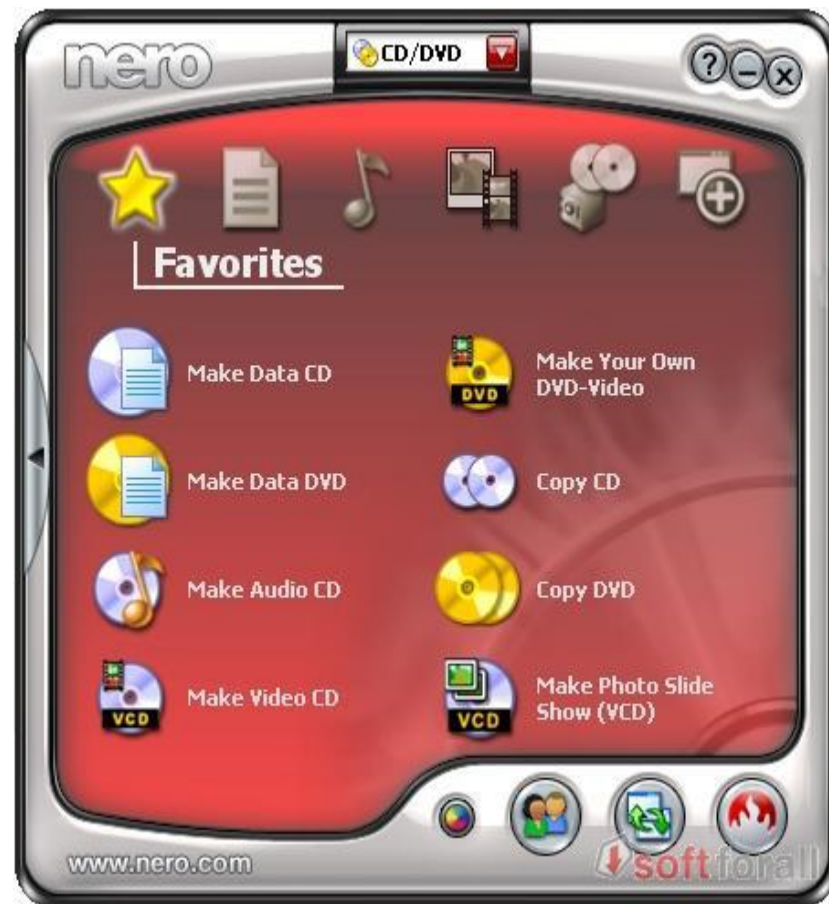 nero
CD/DVD
?
Favorites
Make Data CD
Make Your Own
DVD-Video
DVD
Make Data DVD
Copy CD
Make Audio CD
Copy DVD
Make Video CD
VCD
Make Photo Slide
Show (VCD)
VCD
www.nero.com
softforall